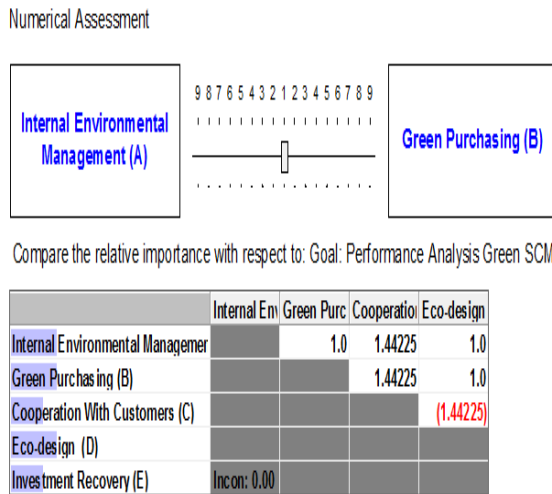 Numerical Assessment
9 8 7 6 5 4 3 2 1 2 3 4 5 6 7 8 9
Internal Environmental
Management (A)
Green Purchasing (B)
Compare the relative importance with respect to: Goal: Performance Analysis Green SCM
Internal Env Green Purc Cooperation Eco-design
Internal Environmental Managemer 1.0 1.44225 1.0
Green Purchasing (B) 1.44225 1.0
Cooperation With Customers (C) (1.44225)
Eco-design (D)
Investment Recovery (E) Incon: 0.00